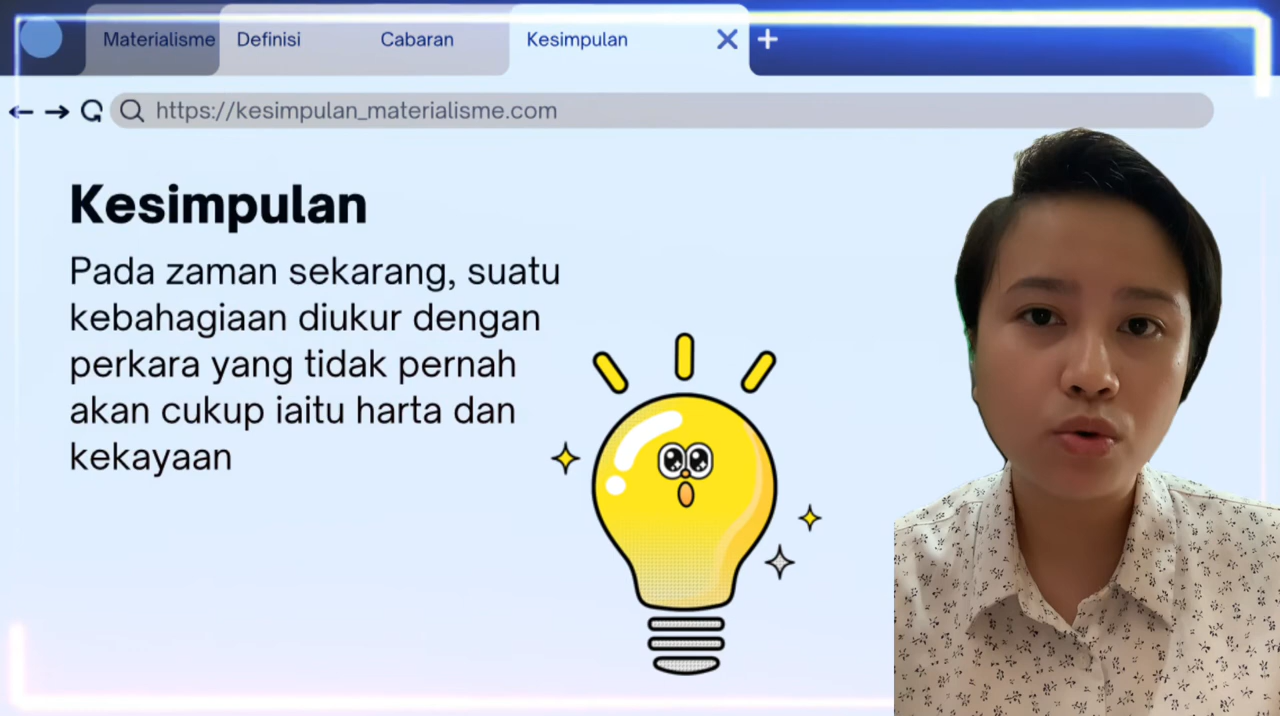 Materialisme Definisi Cabaran Kesimpulan
https://kesimpulan_materialisme.com
Kesimpulan
Pada zaman sekarang, suatu
kebahagiaan diukur dengan
perkara yang tidak pernah
akan cukup iaitu harta dan
kekayaan